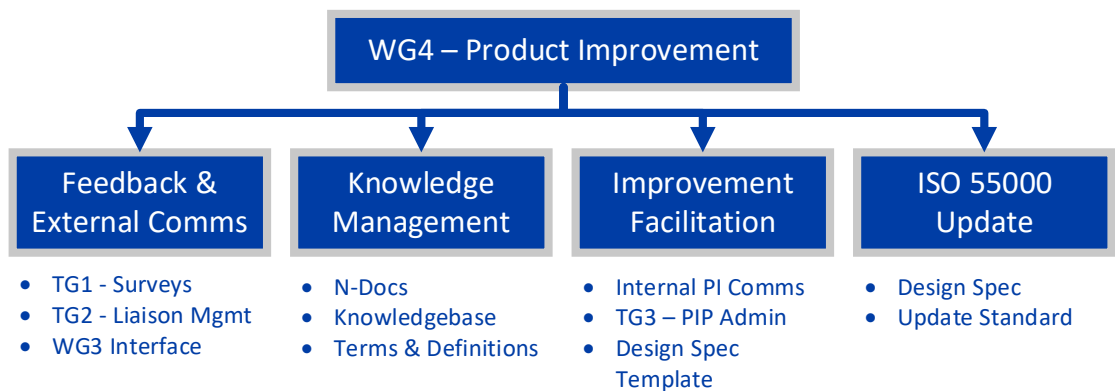 WG4 – Product Improvement
Feedback &
External Comms
• TG1 - Surveys
• TG2 - Liaison Mgmt
• WG3 Interface
Knowledge
Management
• N-Docs
• Knowledgebase
• Terms & Definitions
Improvement
Facilitation
• Internal PI Comms
• TG3 – PIP Admin
• Design Spec
Template
ISO 55000
Update
• Design Spec
• Update Standard